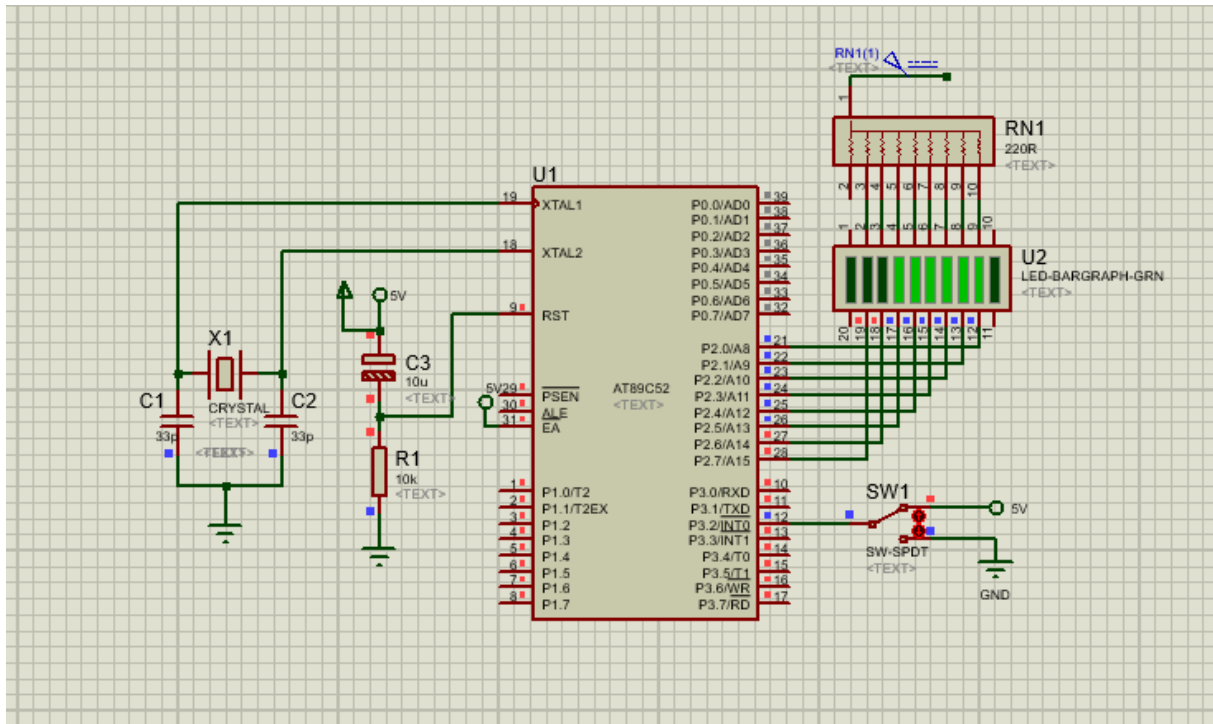 RN1(1)
<TEXT>
1
RN1
220R
<TEXT>
2 3 4 5 6 7 8 9 10
1 2 3 4 5 6 7 8 9 10
U2
LED-BARGRAPH-GRN
<TEXT>
20 19 18 17 16 15 14 13 12 11
U1
19 XTAL1
18 XTAL2
9 RST
29 PSEN
30 ALE
31 EA
1 P1.0/T2
2 P1.1/T2EX
3 P1.2
4 P1.3
5 P1.4
6 P1.5
7 P1.6
8 P1.7
AT89C52
<TEXT>
P0.0/AD0 39
P0.1/AD1 38
P0.2/AD2 37
P0.3/AD3 36
P0.4/AD4 35
P0.5/AD5 34
P0.6/AD6 33
P0.7/AD7 32
P2.0/A8 21
P2.1/A9 22
P2.2/A10 23
P2.3/A11 24
P2.4/A12 25
P2.5/A13 26
P2.6/A14 27
P2.7/A15 28
P3.0/RXD 10
P3.1/TXD 11
P3.2/INT0 12
P3.3/INT1 13
P3.4/T0 14
P3.5/T1 15
P3.6/WR 16
P3.7/RD 17
5V
5V
X1
CRYSTAL
<TEXT>
C1
33p
<TEXT>
C2
33p
<TEXT>
C3
10u
<TEXT>
R1
10k
<TEXT>
SW1
5V
SW-SPDT
<TEXT>
GND